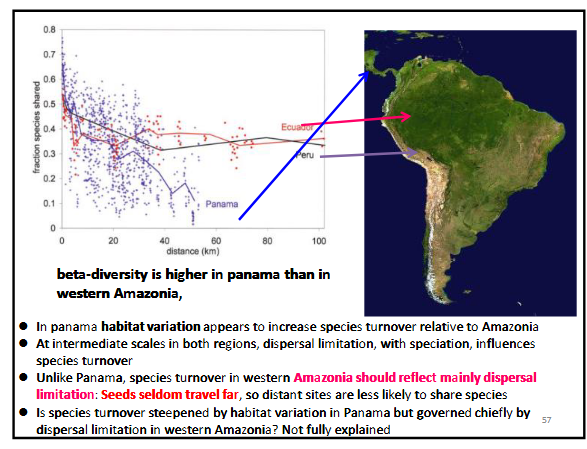 0.8
0.7
0.6
0.5
0.4
0.3
0.2
0.1
0
fraction species shared
Ecuador
Peru
Panama
0 20 40 60 80 100
distance (km)
beta-diversity is higher in panama than in
western Amazonia,
● In panama habitat variation appears to increase species turnover relative to Amazonia
● At intermediate scales in both regions, dispersal limitation, with speciation, influences
species turnover
● Unlike Panama, species turnover in western Amazonia should reflect mainly dispersal
limitation: Seeds seldom travel far, so distant sites are less likely to share species
● Is species turnover steepened by habitat variation in Panama but governed chiefly by
dispersal limitation in western Amazonia? Not fully explained
57